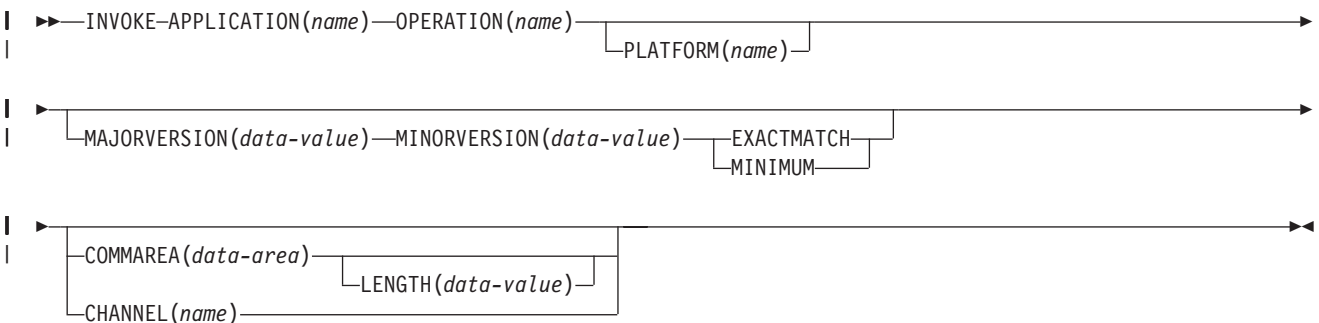 INVOKE APPLICATION(name) OPERATION(name)
PLATFORM(name)
MAJORVERSION(data-value) MINORVERSION(data-value) EXACTMATCH
MINIMUM
COMMAREA(data-area)
LENGTH(data-value)
CHANNEL(name)